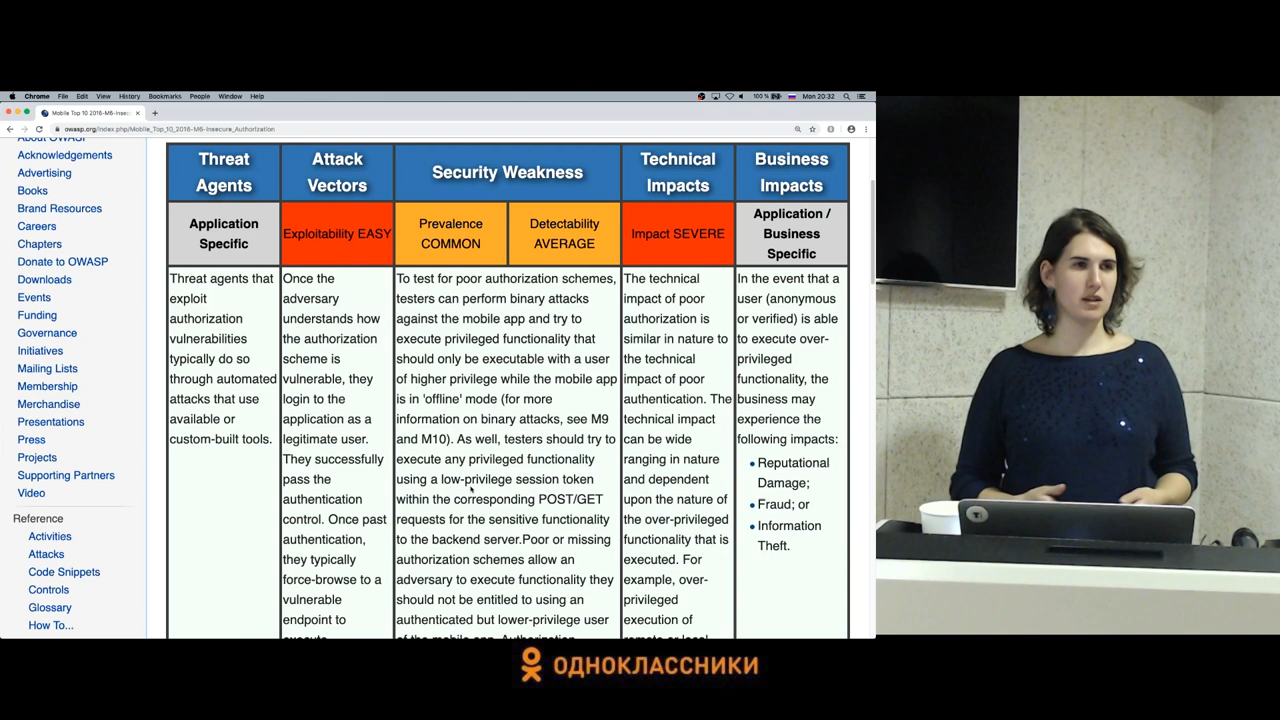 Chrome File Edit View History Bookmarks People Window Help
100 % Mon 20:32
Mobile Top 10 2016-M6-Insec
owasp.org/index.php/Mobile_Top_10_2016-M6-Insecure_Authorization
About OWASP
Acknowledgements
Advertising
Books
Brand Resources
Careers
Chapters
Donate to OWASP
Downloads
Events
Funding
Governance
Initiatives
Mailing Lists
Membership
Merchandise
Presentations
Press
Projects
Supporting Partners
Video
Reference
Activities
Attacks
Code Snippets
Controls
Glossary
How To...
Threat
Agents
Attack
Vectors
Security Weakness
Technical
Impacts
Business
Impacts
Application
Specific
Exploitability EASY
Prevalence
COMMON
Detectability
AVERAGE
Impact SEVERE
Application /
Business
Specific
Threat agents that
exploit
authorization
vulnerabilities
typically do so
through automated
attacks that use
available or
custom-built tools.
Once the
adversary
understands how
the authorization
scheme is
vulnerable, they
login to the
application as a
legitimate user.
They successfully
pass the
authentication
control. Once past
authentication,
they typically
force-browse to a
vulnerable
endpoint to
execute
To test for poor authorization schemes,
testers can perform binary attacks
against the mobile app and try to
execute privileged functionality that
should only be executable with a user
of higher privilege while the mobile app
is in 'offline' mode (for more
information on binary attacks, see M9
and M10). As well, testers should try to
execute any privileged functionality
using a low-privilege session token
within the corresponding POST/GET
requests for the sensitive functionality
to the backend server.Poor or missing
authorization schemes allow an
adversary to execute functionality they
should not be entitled to using an
authenticated but lower-privilege user
of the mobile app. Authorization
The technical
impact of poor
authorization is
similar in nature to
the technical
impact of poor
authentication. The
technical impact
can be wide
ranging in nature
and dependent
upon the nature of
the over-privileged
functionality that is
executed. For
example, over-
privileged
execution of
remote or local
In the event that a
user (anonymous
or verified) is able
to execute over-
privileged
functionality, the
business may
experience the
following impacts:
Reputational
Damage;
Fraud; or
Information
Theft.
ОДНОКЛАССНИКИ